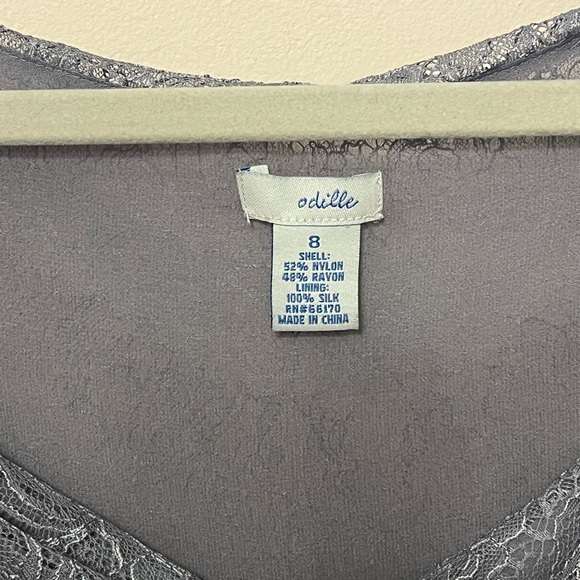 odille
8
SHELL:
52% NYLON
48% RAYON
LINING:
100% SILK
RN#66170
MADE IN CHINA